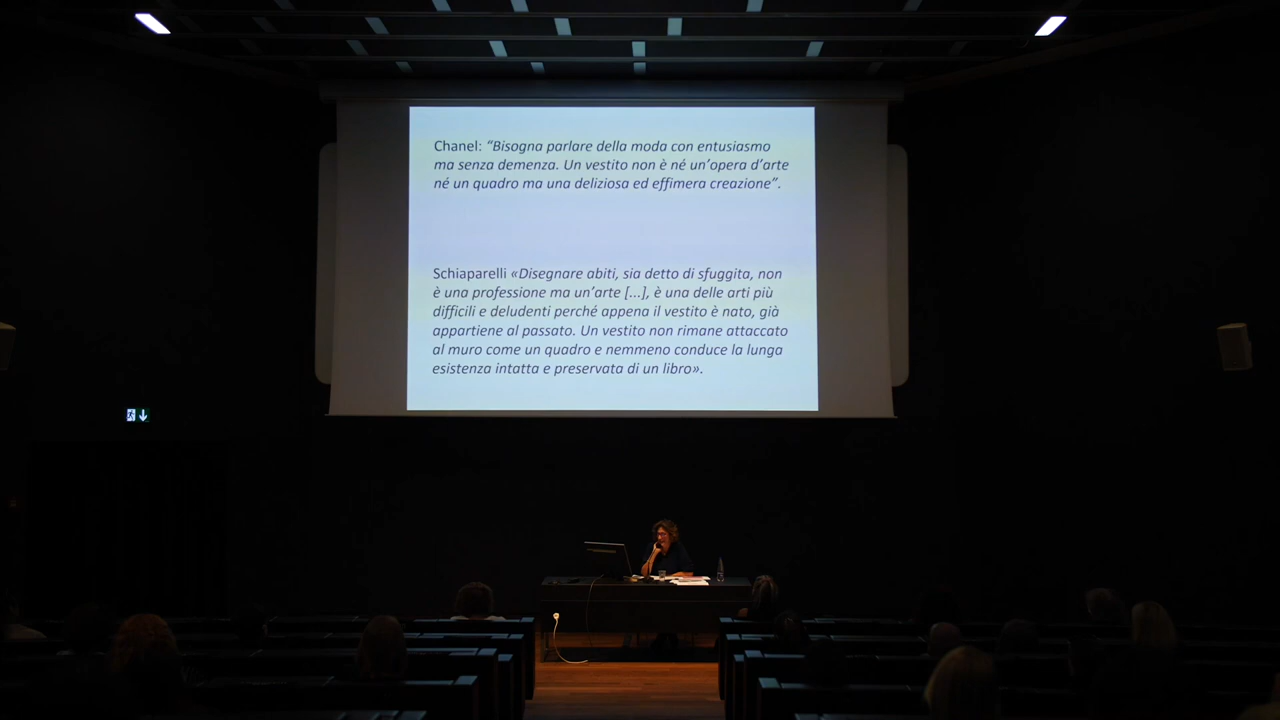 Chanel: “Bisogna parlare della moda con entusiasmo
ma senza demenza. Un vestito non è né un’opera d’arte
né un quadro ma una deliziosa ed effimera creazione”.
Schiaparelli «Disegnare abiti, sia detto di sfuggita, non
è una professione ma un’arte [...], è una delle arti più
difficili e deludenti perché appena il vestito è nato, già
appartiene al passato. Un vestito non rimane attaccato
al muro come un quadro e nemmeno conduce la lunga
esistenza intatta e preservata di un libro».